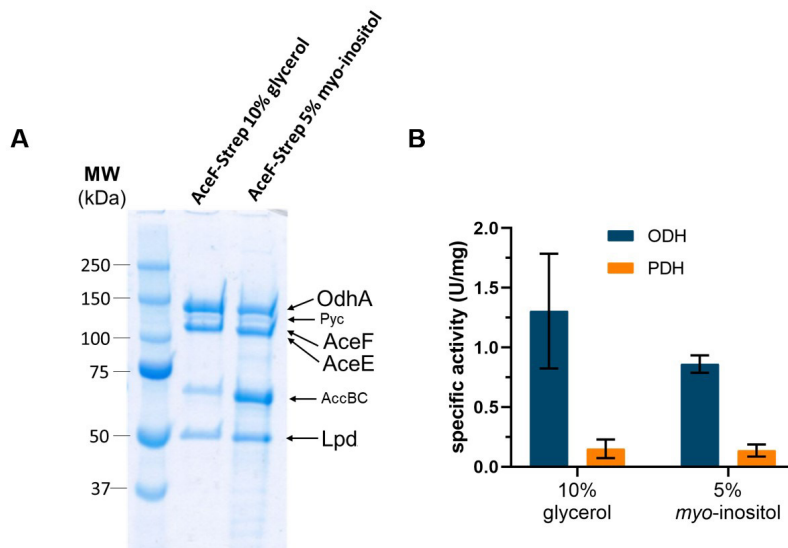 A
AceF-Strep 10% glycerol
AceF-Strep 5% myo-inositol
MW
(kDa)
250
150
100
75
50
37
OdhA
Pyc
AceF
AceE
AccBC
Lpd
B
specific activity (U/mg)
2.0
1.5
1.0
0.5
0.0
ODH
PDH
10%
glycerol
5%
myo-inositol